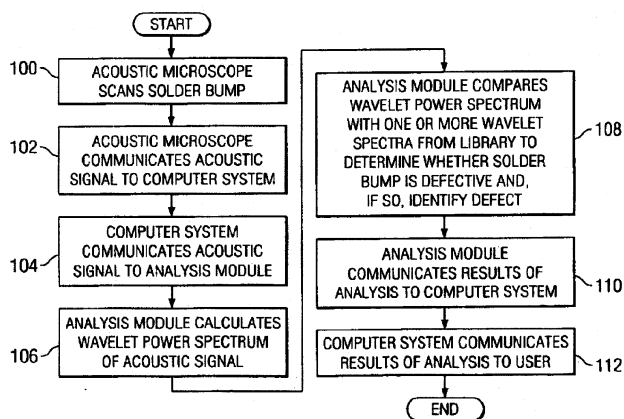 START
100
ACOUSTIC MICROSCOPE
SCANS SOLDER BUMP
102
ACOUSTIC MICROSCOPE
COMMUNICATES ACOUSTIC
SIGNAL TO COMPUTER SYSTEM
104
COMPUTER SYSTEM
COMMUNICATES ACOUSTIC
SIGNAL TO ANALYSIS MODULE
106
ANALYSIS MODULE CALCULATES
WAVELET POWER SPECTRUM
OF ACOUSTIC SIGNAL
ANALYSIS MODULE COMPARES
WAVELET POWER SPECTRUM
WITH ONE OR MORE WAVELET
SPECTRA FROM LIBRARY TO
DETERMINE WHETHER SOLDER
BUMP IS DEFECTIVE AND,
IF SO, IDENTIFY DEFECT
108
ANALYSIS MODULE
COMMUNICATES RESULTS OF
ANALYSIS TO COMPUTER SYSTEM
110
COMPUTER SYSTEM COMMUNICATES
RESULTS OF ANALYSIS TO USER
112
END